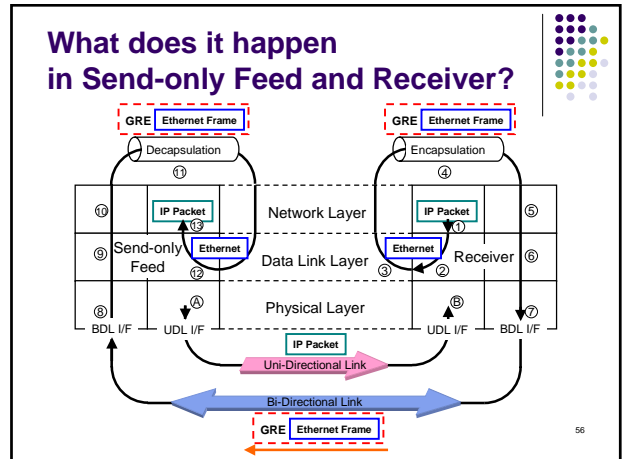 What does it happen
in Send-only Feed and Receiver?
GRE Ethernet Frame
GRE Ethernet Frame
Decapsulation
Encapsulation
⑪
④
⑩
IP Packet
Network Layer
IP Packet
⑤
⑬
①
⑨
Send-only
Feed
Ethernet
Data Link Layer
Ethernet
Receiver
⑥
⑫
③
②
⑧
Ⓐ
Physical Layer
Ⓑ
⑦
BDL I/F
UDL I/F
UDL I/F
BDL I/F
IP Packet
Uni-Directional Link
Bi-Directional Link
GRE Ethernet Frame
56